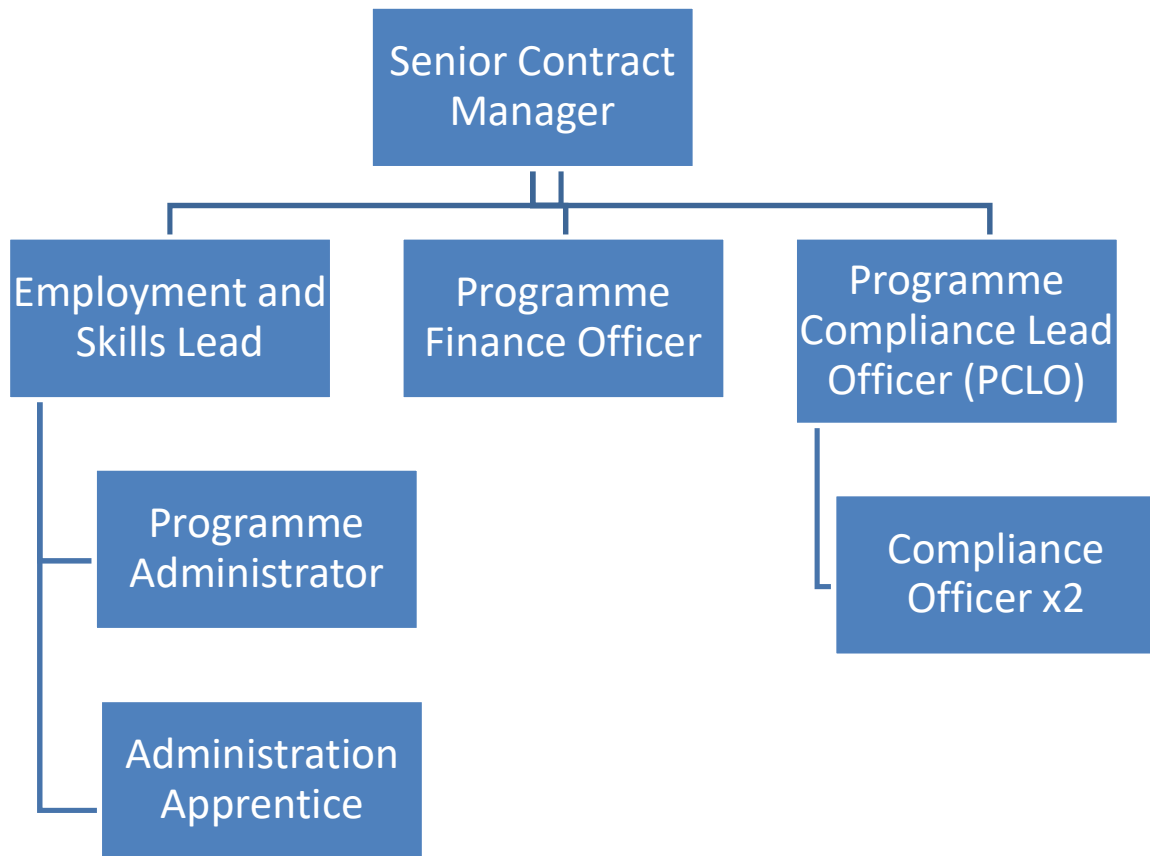 Senior Contract
Manager
Employment and
Skills Lead
Programme
Finance Officer
Programme
Compliance Lead
Officer (PCLO)
Programme
Administrator
Compliance
Officer x2
Administration
Apprentice